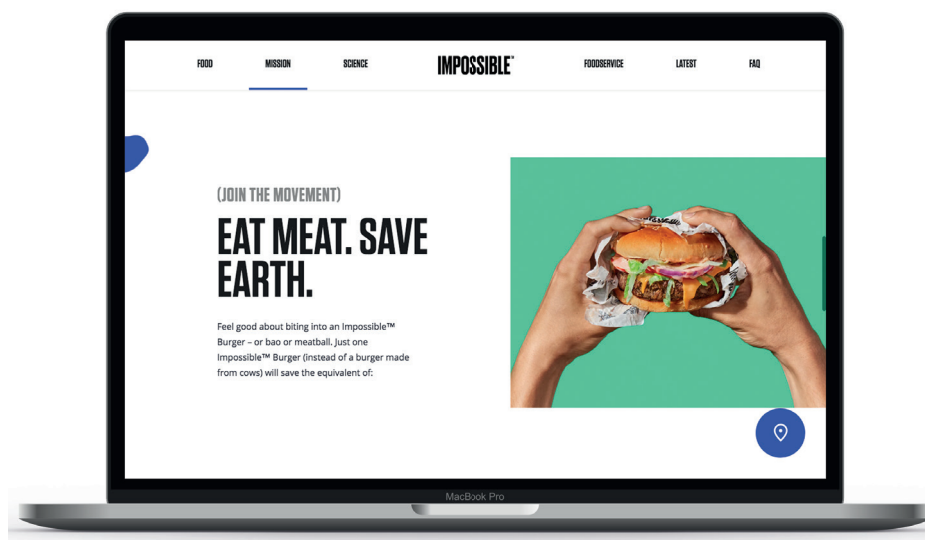 FOOD
MISSION
SCIENCE
IMPOSSIBLE™
FOODSERVICE
LATEST
FAQ
(JOIN THE MOVEMENT)
EAT MEAT. SAVE
EARTH.
Feel good about biting into an Impossible™
Burger – or bao or meatball. Just one
Impossible™ Burger (instead of a burger made
from cows) will save the equivalent of:
MacBook Pro